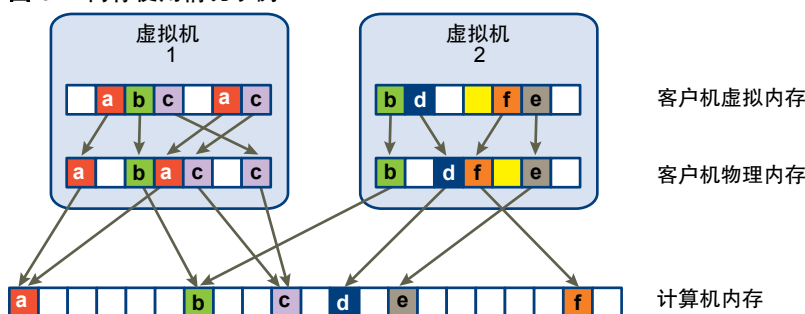 虚拟机
1
虚拟机
2
a b c a c
b d f e
客户机虚拟内存
a b a c c
b d f e
客户机物理内存
a b c d e f
计算机内存